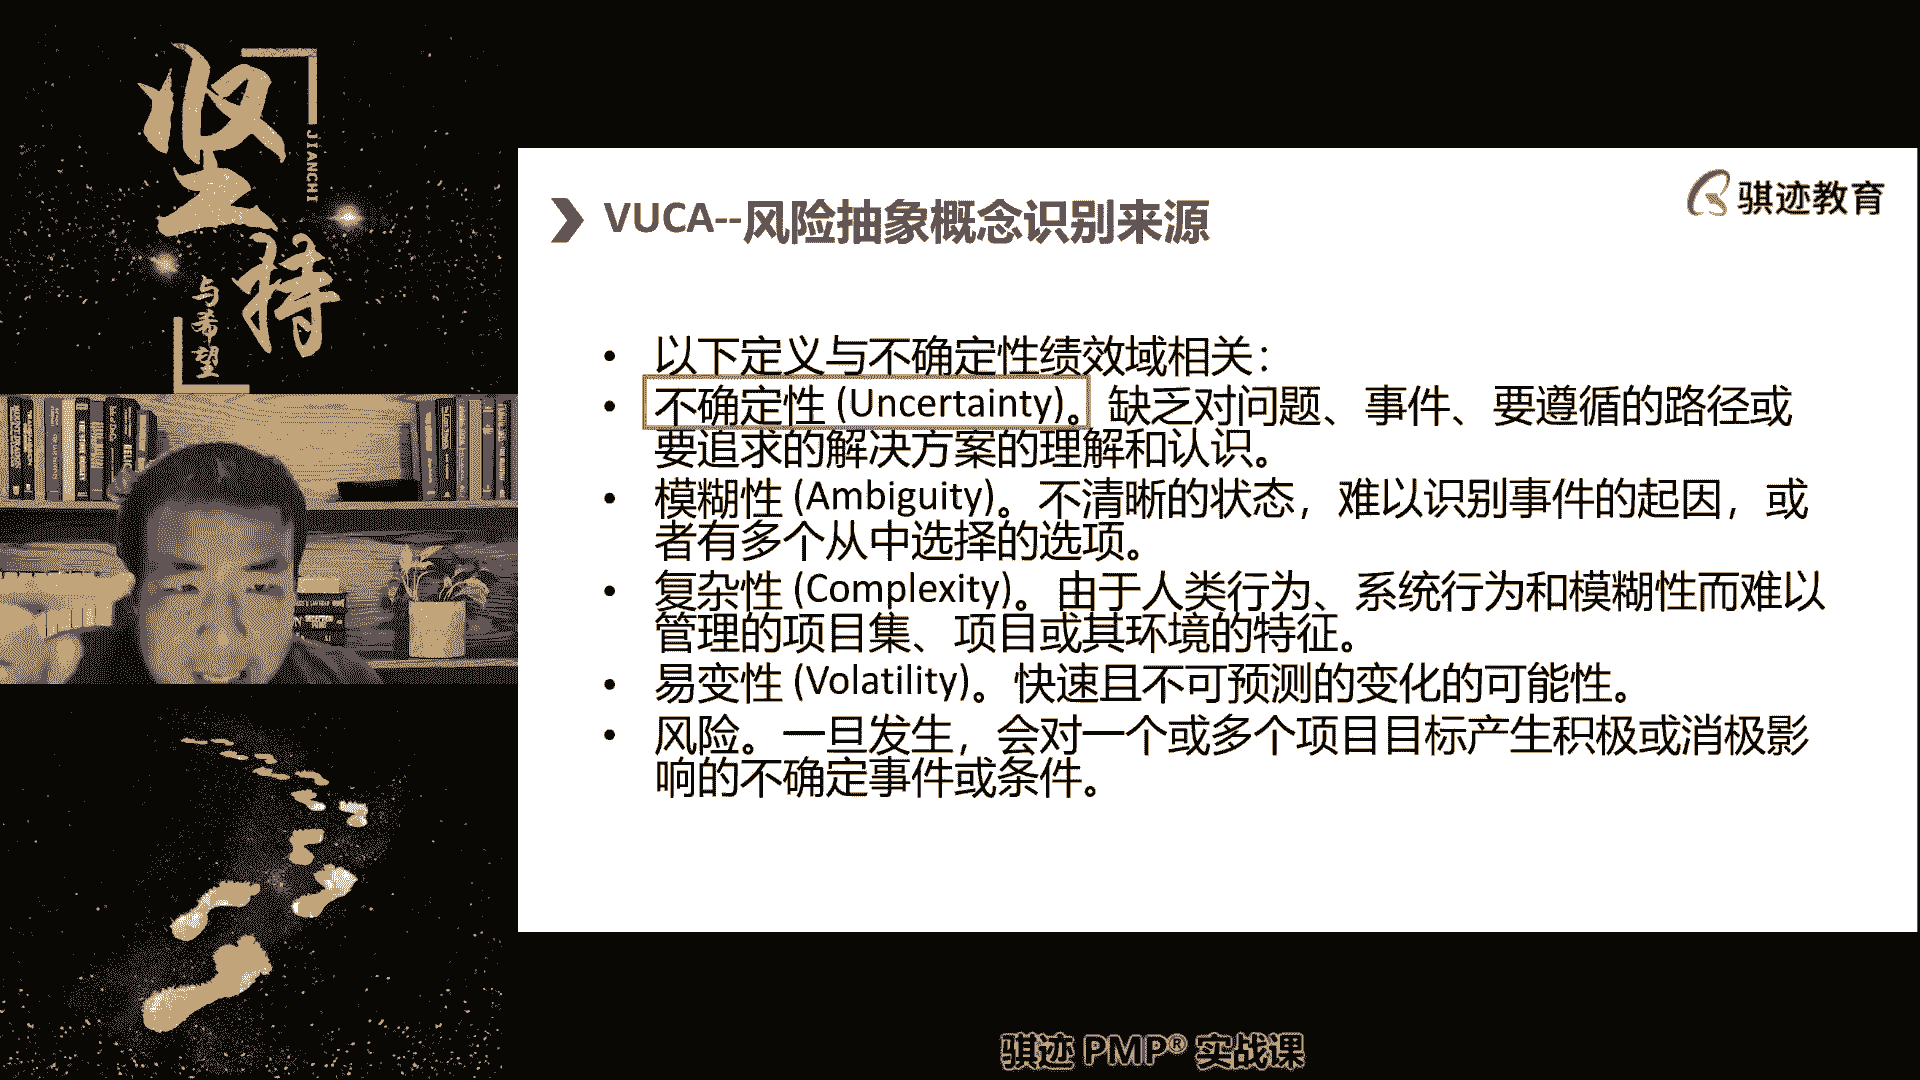 坚持
JIANCHI
与希望
骐迹教育
VUCA--风险抽象概念识别来源
• 以下定义与不确定性绩效域相关：
• 不确定性 (Uncertainty)。缺乏对问题、事件、要遵循的路径或
要追求的解决方案的理解和认识。
• 模糊性 (Ambiguity)。不清晰的状态，难以识别事件的起因，或
者有多个从中选择的选项。
• 复杂性 (Complexity)。由于人类行为、系统行为和模糊性而难以
管理的项目集、项目或其环境的特征。
• 易变性 (Volatility)。快速且不可预测的变化的可能性。
• 风险。一旦发生，会对一个或多个项目目标产生积极或消极影
响的不确定事件或条件。
骐迹 PMP® 实战课